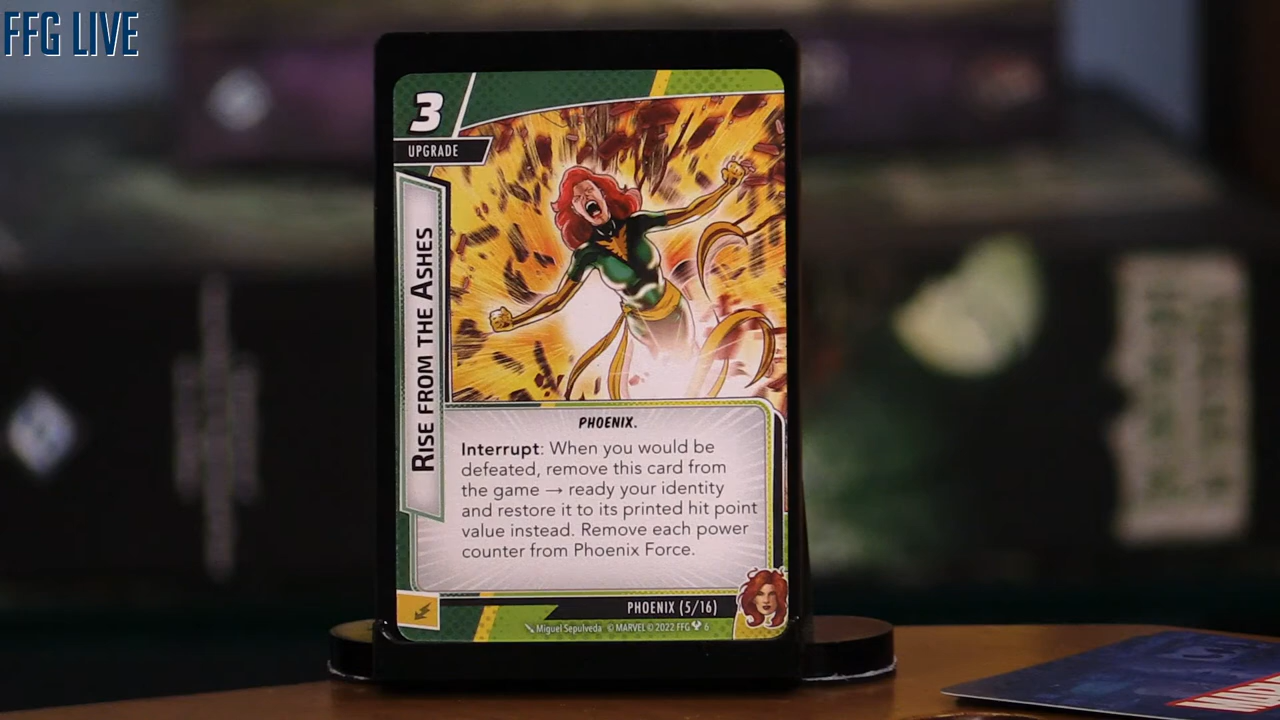 FFG LIVE
3
UPGRADE
RISE FROM THE ASHES
PHOENIX.
Interrupt: When you would be
defeated, remove this card from
the game → ready your identity
and restore it to its printed hit point
value instead. Remove each power
counter from Phoenix Force.
PHOENIX (5/16)
Miguel Sepulveda © MARVEL © 2022 FFG 6